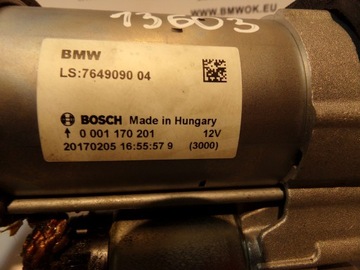 13603
WWW.BMWOK.EU
BMW
LS:7649090 04
BOSCH Made in Hungary
0 001 170 201 12V
20170205 16:55:57 9 (3000)